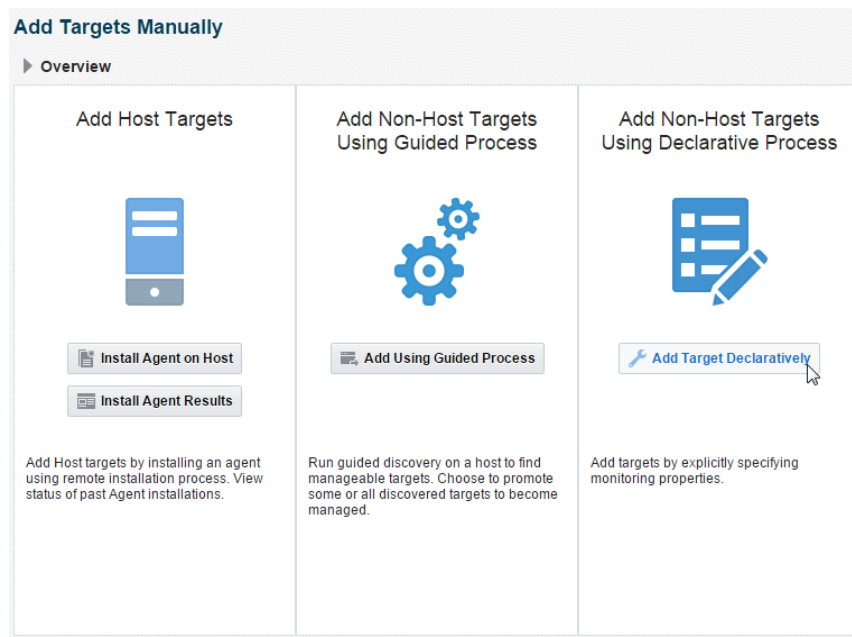 Add Targets Manually
Overview
Add Host Targets
Install Agent on Host
Install Agent Results
Add Host targets by installing an agent
using remote installation process. View
status of past Agent installations.
Add Non-Host Targets
Using Guided Process
Add Using Guided Process
Run guided discovery on a host to find
manageable targets. Choose to promote
some or all discovered targets to become
managed.
Add Non-Host Targets
Using Declarative Process
Add Target Declaratively
Add targets by explicitly specifying
monitoring properties.